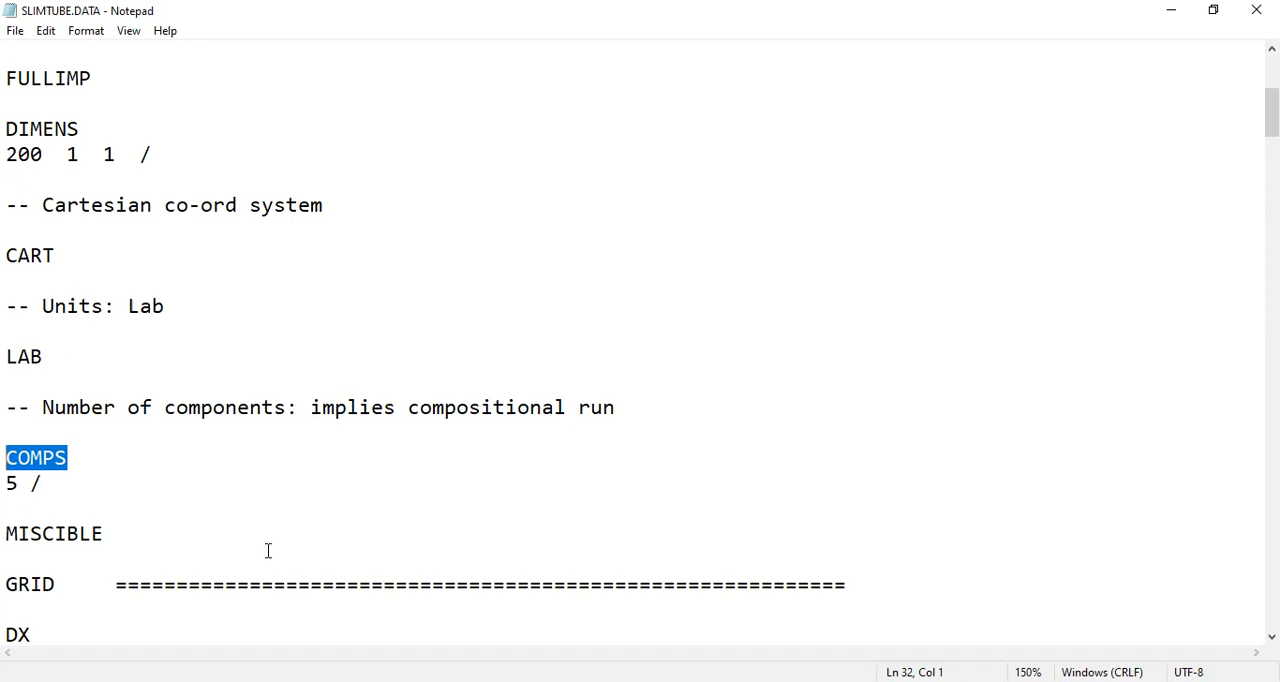 SLIMTUBE.DATA - Notepad
File Edit Format View Help
FULLIMP
DIMENS
200 1 1 /
-- Cartesian co-ord system
CART
-- Units: Lab
LAB
-- Number of components: implies compositional run
COMPS
5 /
MISCIBLE
GRID ============================================================
DX
Ln 32, Col 1 150% Windows (CRLF) UTF-8